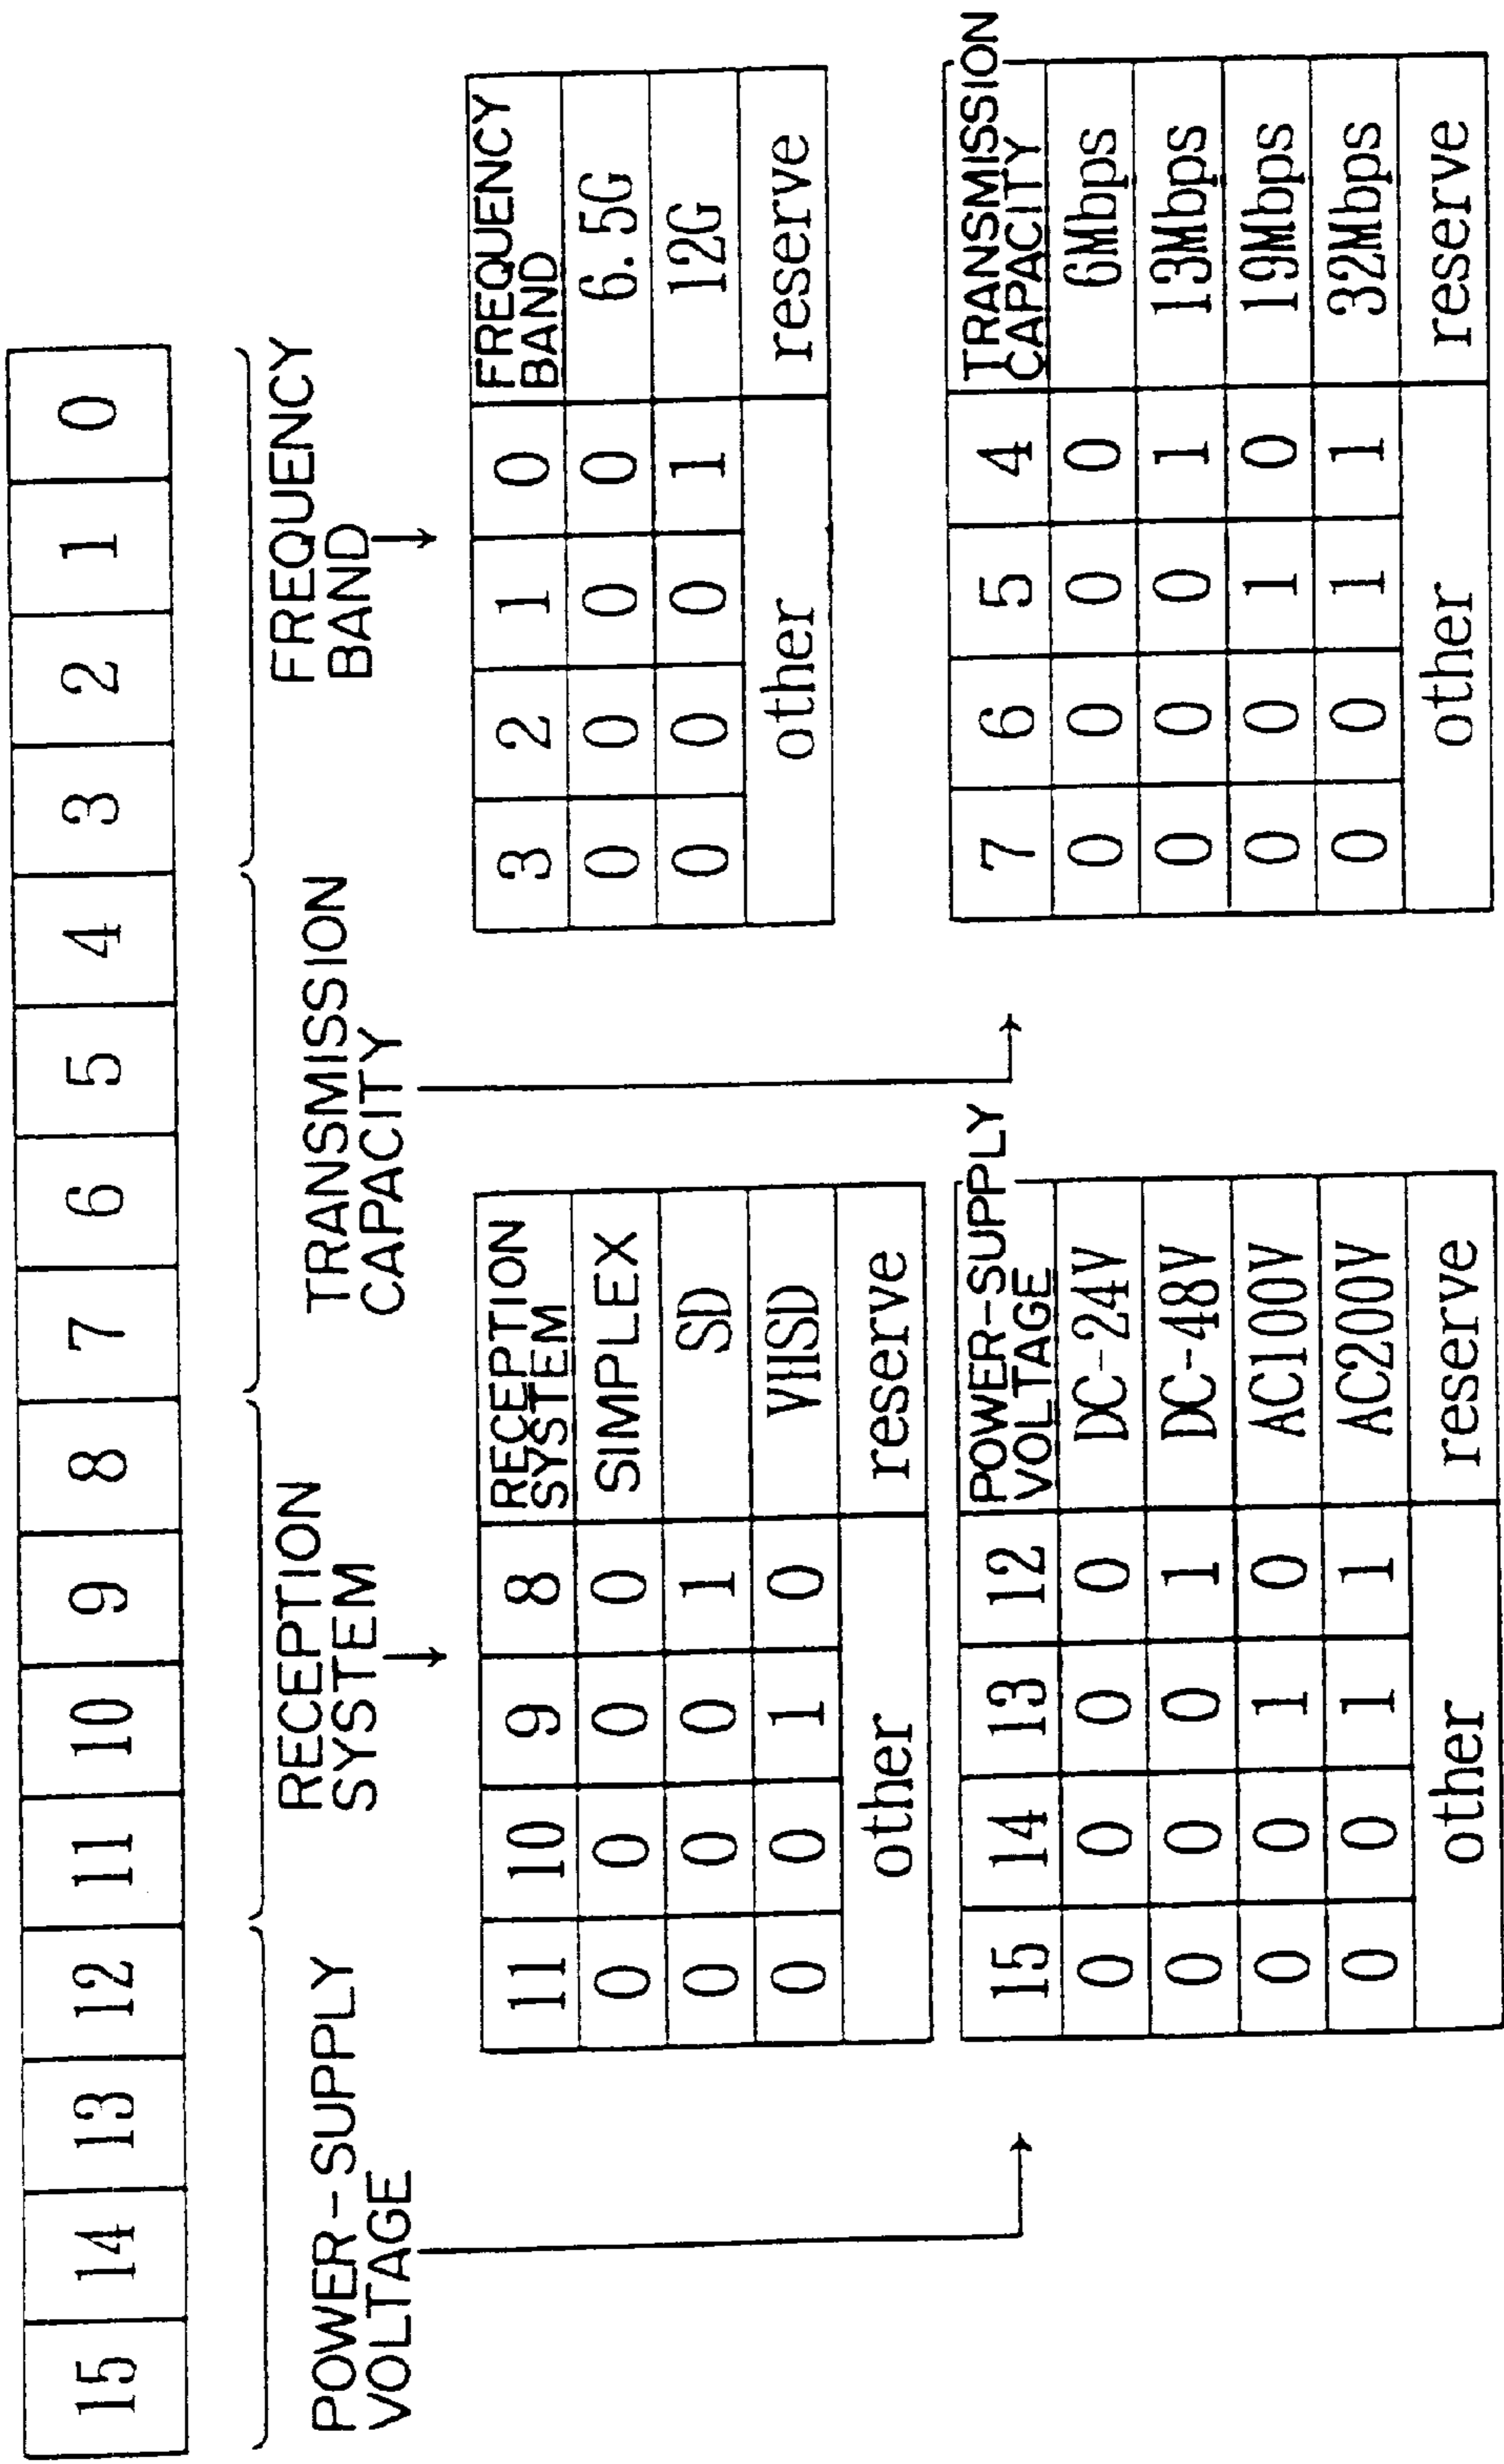 15 14 13 12 11 10 9 8 7 6 5 4 3 2 1 0
POWER-SUPPLY
VOLTAGE
RECEPTION
SYSTEM
TRANSMISSION
CAPACITY
FREQUENCY
BAND
11 10 9 8 RECEPTION
SYSTEM
0 0 0 0 SIMPLEX
0 0 0 1 SD
0 0 1 0 VHSD
other reserve
3 2 1 0 FREQUENCY
BAND
0 0 0 0 6.5G
0 0 0 1 12G
other reserve
15 14 13 12 POWER-SUPPLY
VOLTAGE
0 0 0 0 DC-24V
0 0 0 1 DC-48V
0 0 1 0 AC100V
0 0 1 1 AC200V
other reserve
7 6 5 4 TRANSMISSION
CAPACITY
0 0 0 0 6Mbps
0 0 0 1 13Mbps
0 0 1 0 19Mbps
0 0 1 1 32Mbps
other reserve